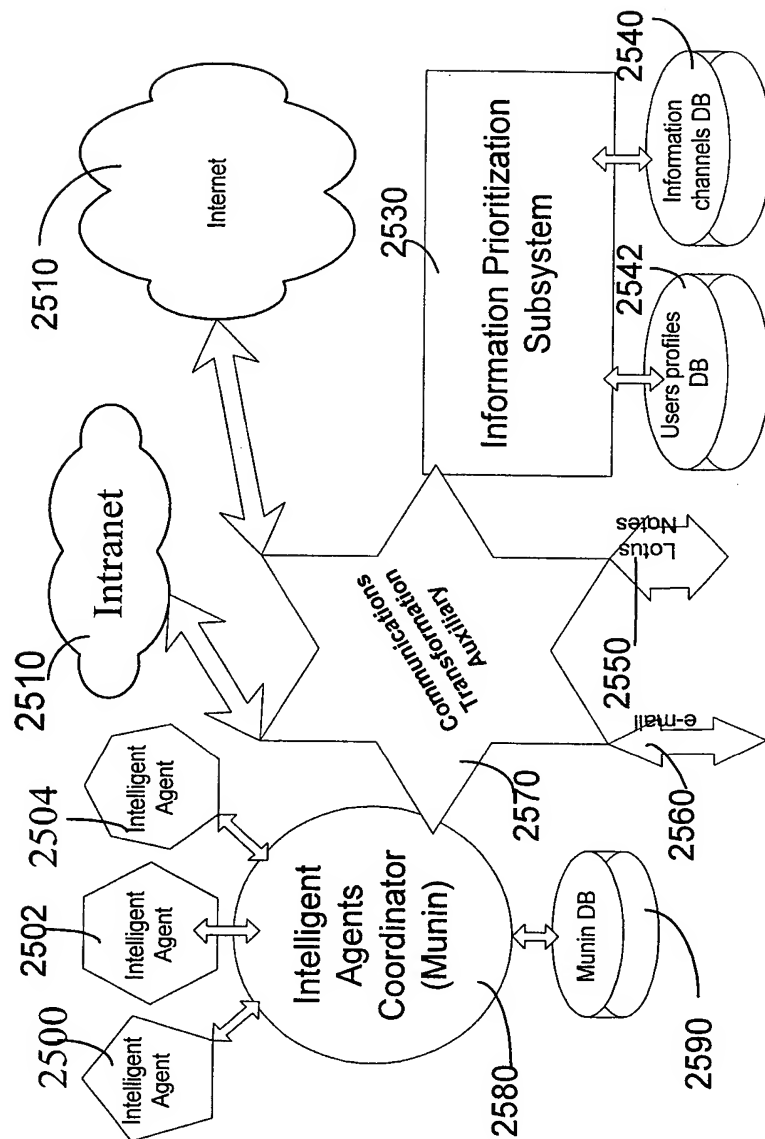 2500
Intelligent
Agent
2502
Intelligent
Agent
2504
Intelligent
Agent
2510
Intranet
2510
Internet
Intelligent
Agents
Coordinator
(Munin)
2580
Munin DB
2590
Communications
Transformation
Auxiliary
2570
e-mail
2560
Lotus
Notes
2550
Information Prioritization
Subsystem
2530
Users profiles
DB
2542
Information
channels DB
2540